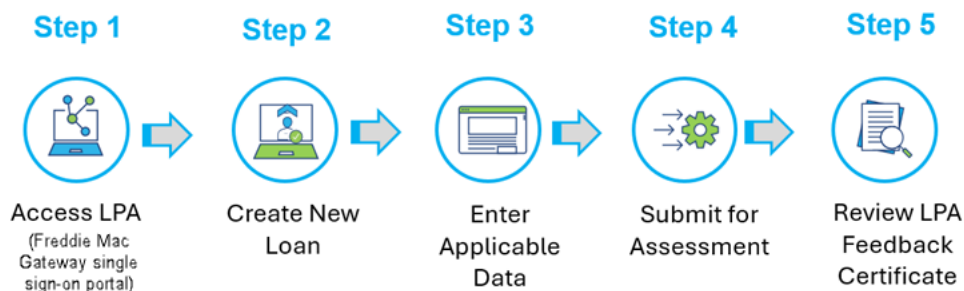 Step 1
Step 2
Step 3
Step 4
Step 5
Access LPA
(Freddie Mac
Gateway single
sign-on portal)
Create New
Loan
Enter
Applicable
Data
Submit for
Assessment
Review LPA
Feedback
Certificate